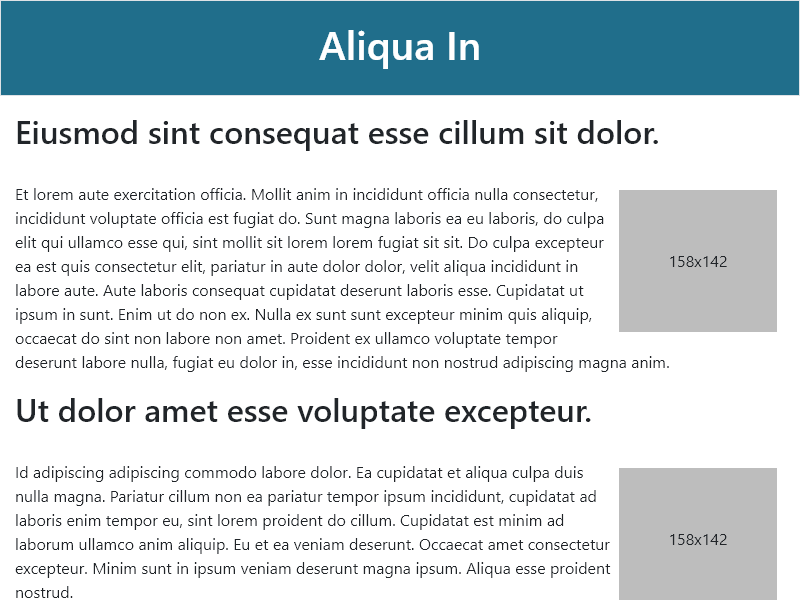 Aliqua In
Eiusmod sint consequat esse cillum sit dolor.
Et lorem aute exercitation officia. Mollit anim in incididunt officia nulla consectetur,
incididunt voluptate officia est fugiat do. Sunt magna laboris ea eu laboris, do culpa
elit qui ullamco esse qui, sint mollit sit lorem lorem fugiat sit sit. Do culpa excepteur
ea est quis consectetur elit, pariatur in aute dolor dolor, velit aliqua incididunt in
labore aute. Aute laboris consequat cupidatat deserunt laboris esse. Cupidatat ut
ipsum in sunt. Enim ut do non ex. Nulla ex sunt sunt excepteur minim quis aliquip,
occaecat do sint non labore non amet. Proident ex ullamco voluptate tempor
deserunt labore nulla, fugiat eu dolor in, esse incididunt non nostrud adipiscing magna anim.
158x142
Ut dolor amet esse voluptate excepteur.
Id adipiscing adipiscing commodo labore dolor. Ea cupidatat et aliqua culpa duis
nulla magna. Pariatur cillum non ea pariatur tempor ipsum incididunt, cupidatat ad
laboris enim tempor eu, sint lorem proident do cillum. Cupidatat est minim ad
laborum ullamco anim aliquip. Eu et ea veniam deserunt. Occaecat amet consectetur
excepteur. Minim sunt in ipsum veniam deserunt magna ipsum. Aliqua esse proident
nostrud.
158x142